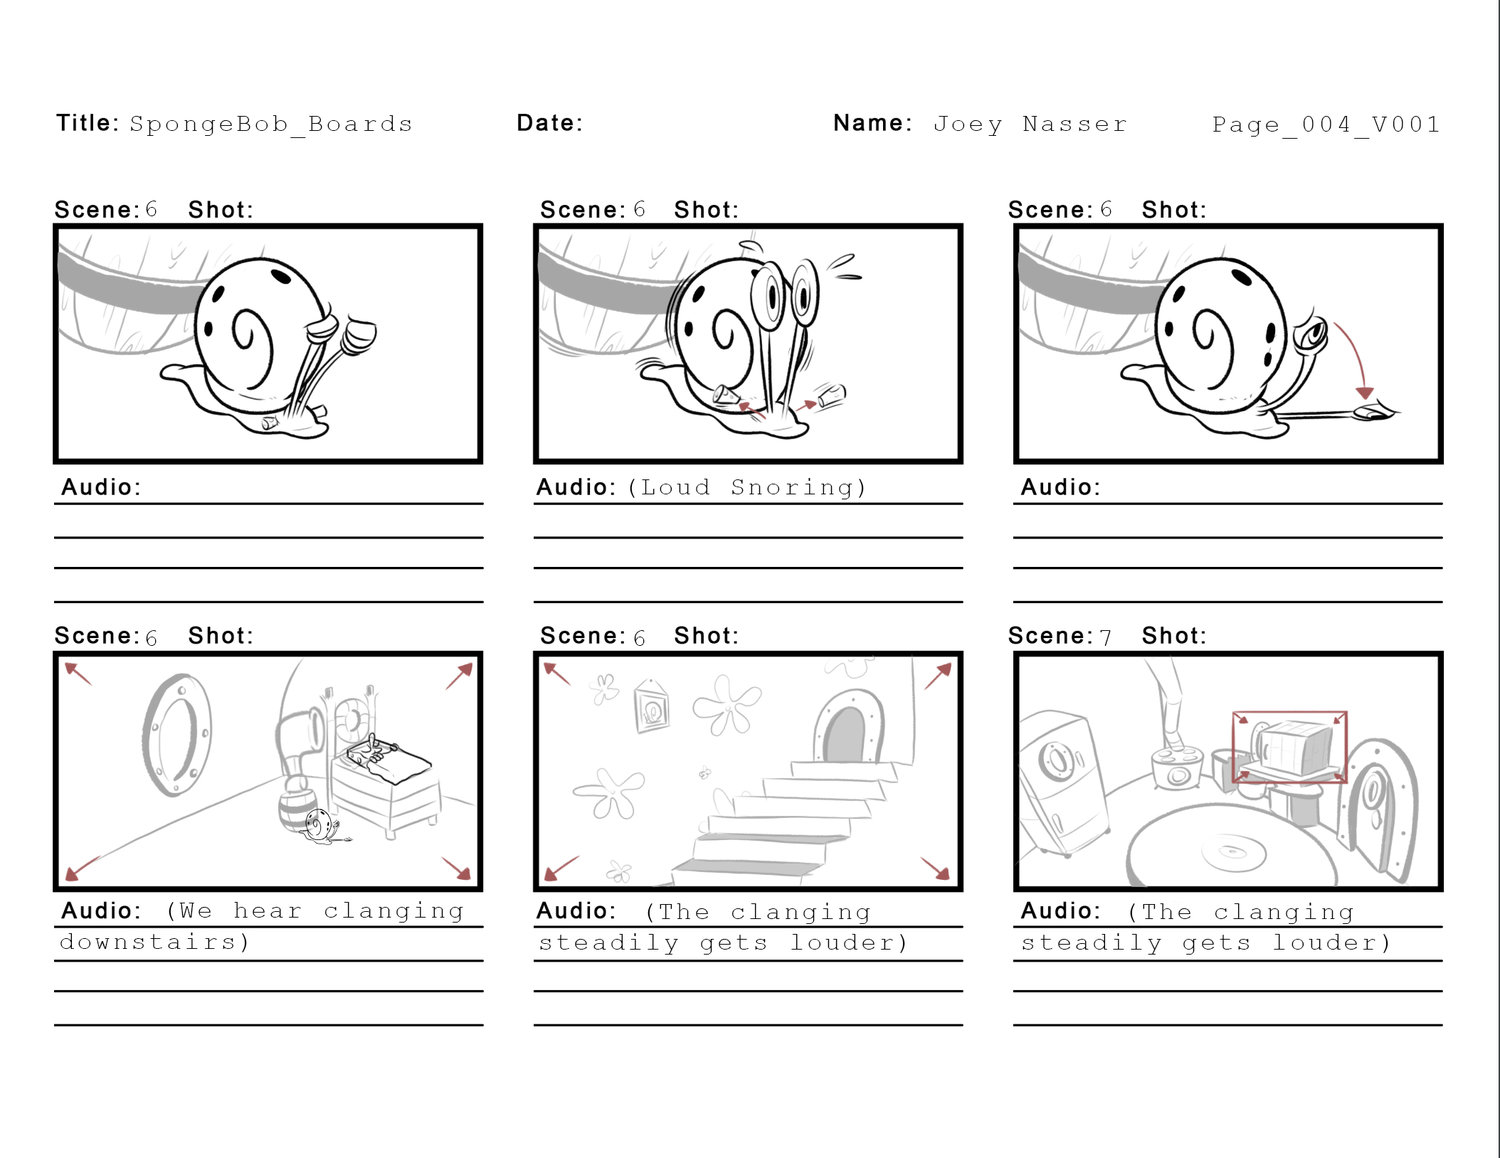 Title: SpongeBob_Boards Date: Name: Joey Nasser Page_004_V001
Scene: 6 Shot:
Scene: 6 Shot:
Scene: 6 Shot:
Audio:
Audio: (Loud Snoring)
Audio:
Scene: 6 Shot:
Scene: 6 Shot:
Scene: 7 Shot:
Audio: (We hear clanging
downstairs)
Audio: (The clanging
steadily gets louder)
Audio: (The clanging
steadily gets louder)